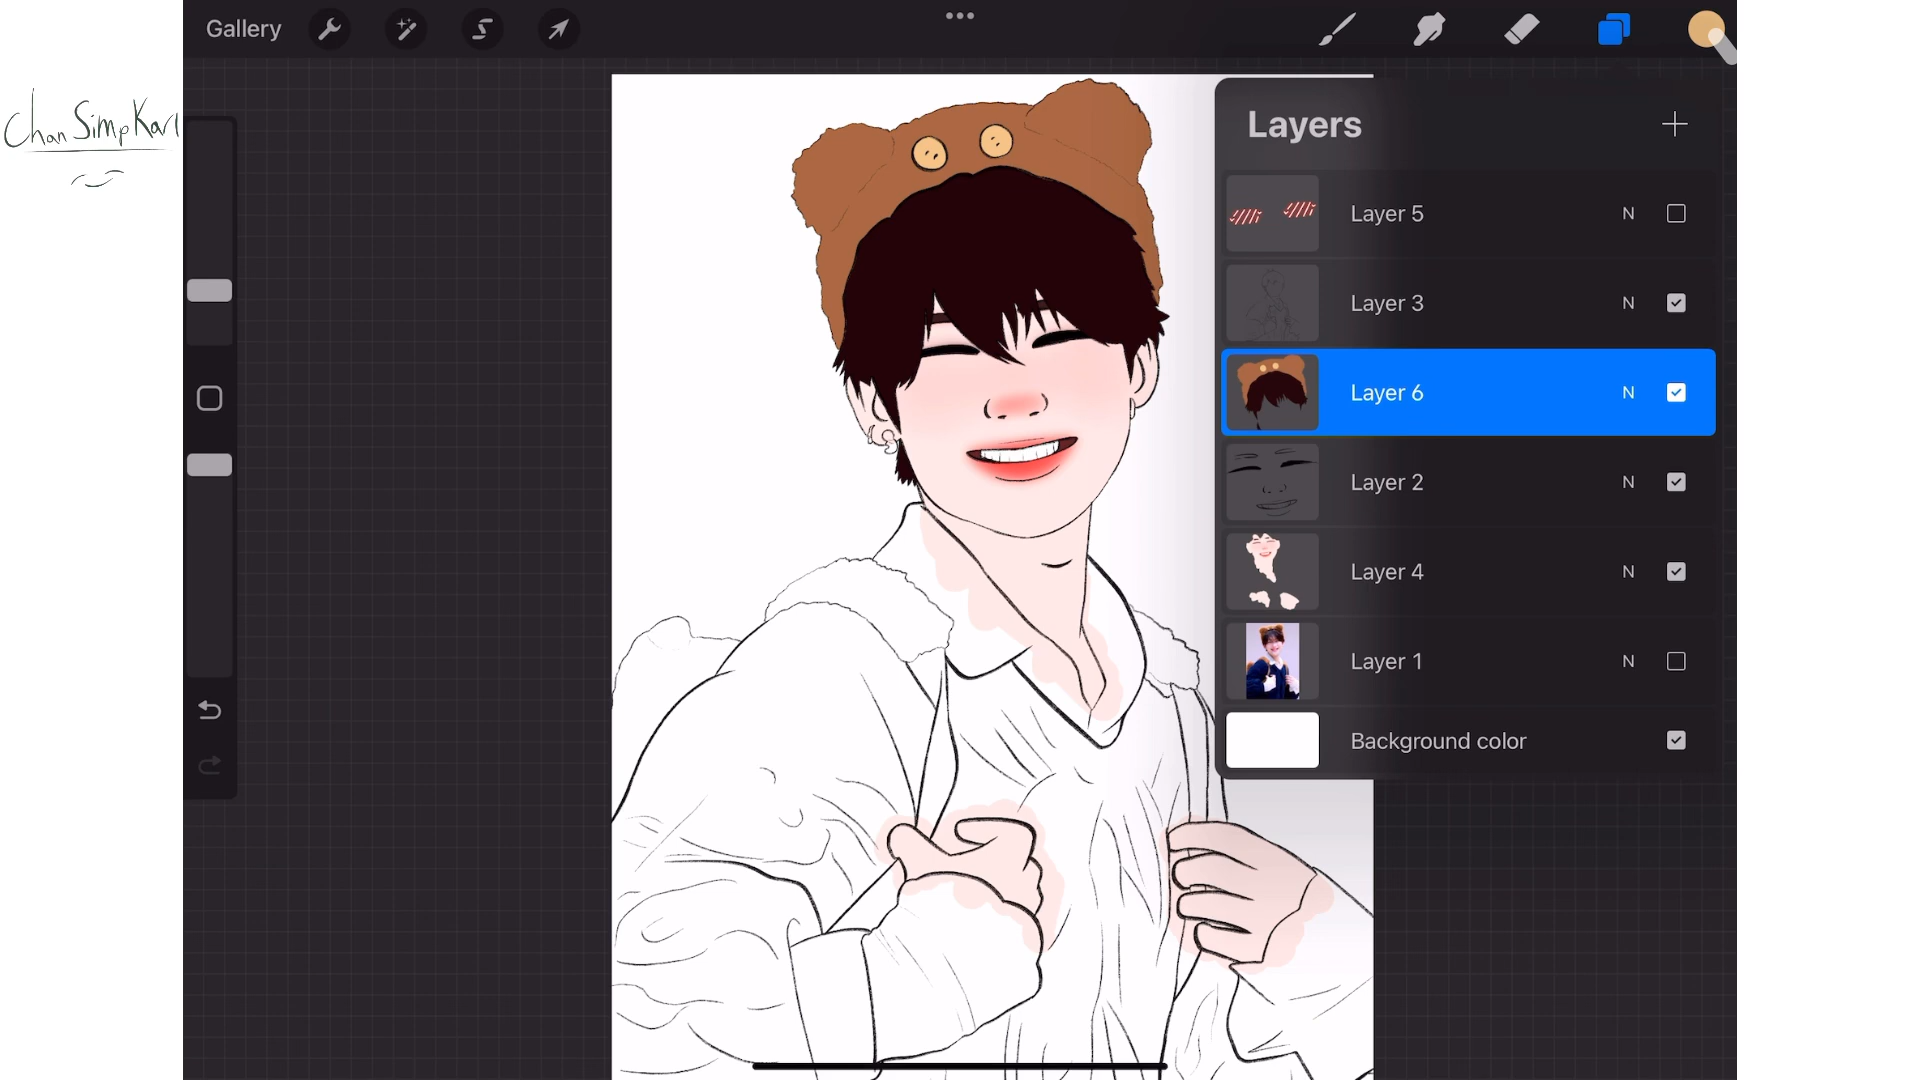 Gallery
Chan Simp Karl
Layers
Layer 5 N
Layer 3 N
Layer 6 N
Layer 2 N
Layer 4 N
Layer 1 N
Background color